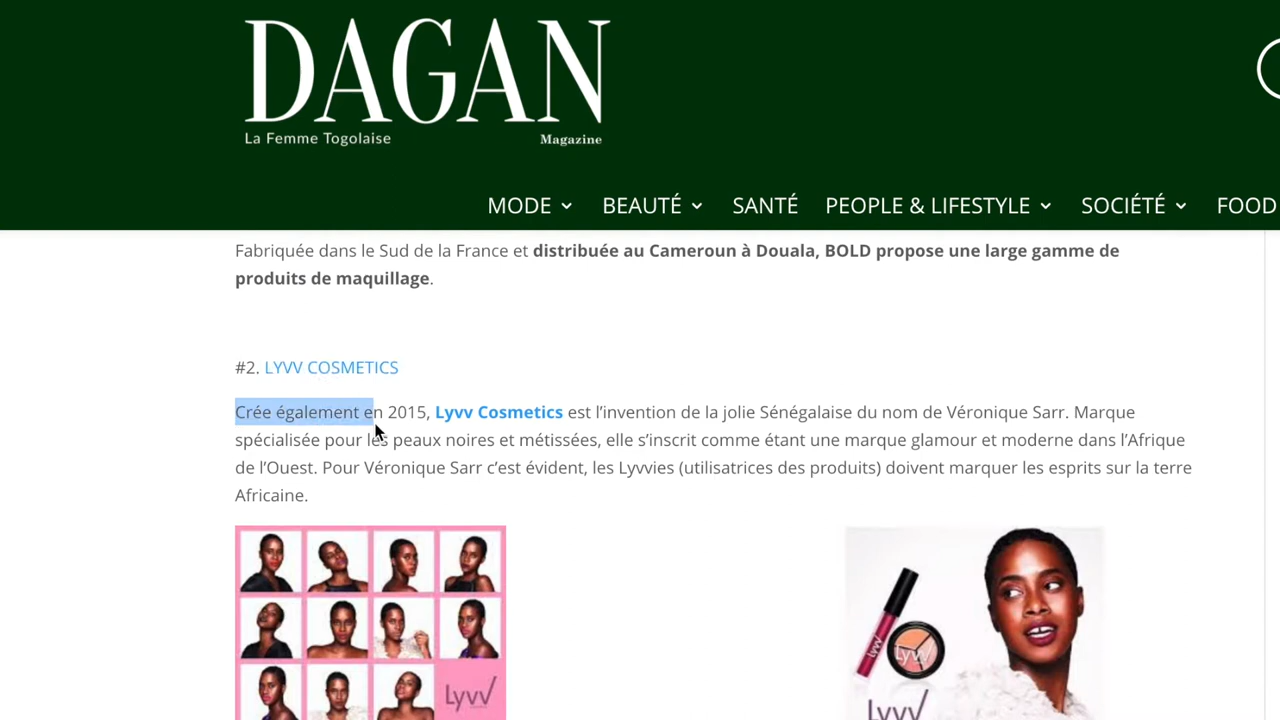 DAGAN
La Femme Togolaise Magazine
MODE BEAUTÉ SANTÉ PEOPLE & LIFESTYLE SOCIÉTÉ FOOD
Fabriquée dans le Sud de la France et distribuée au Cameroun à Douala, BOLD propose une large gamme de
produits de maquillage.
#2. LYVV COSMETICS
Crée également en 2015, Lyvv Cosmetics est l’invention de la jolie Sénégalaise du nom de Véronique Sarr. Marque
spécialisée pour les peaux noires et métissées, elle s’inscrit comme étant une marque glamour et moderne dans l’Afrique
de l’Ouest. Pour Véronique Sarr c’est évident, les Lyvvies (utilisatrices des produits) doivent marquer les esprits sur la terre
Africaine.
Lyvv
Lyvv
Lyvv
Lyvv